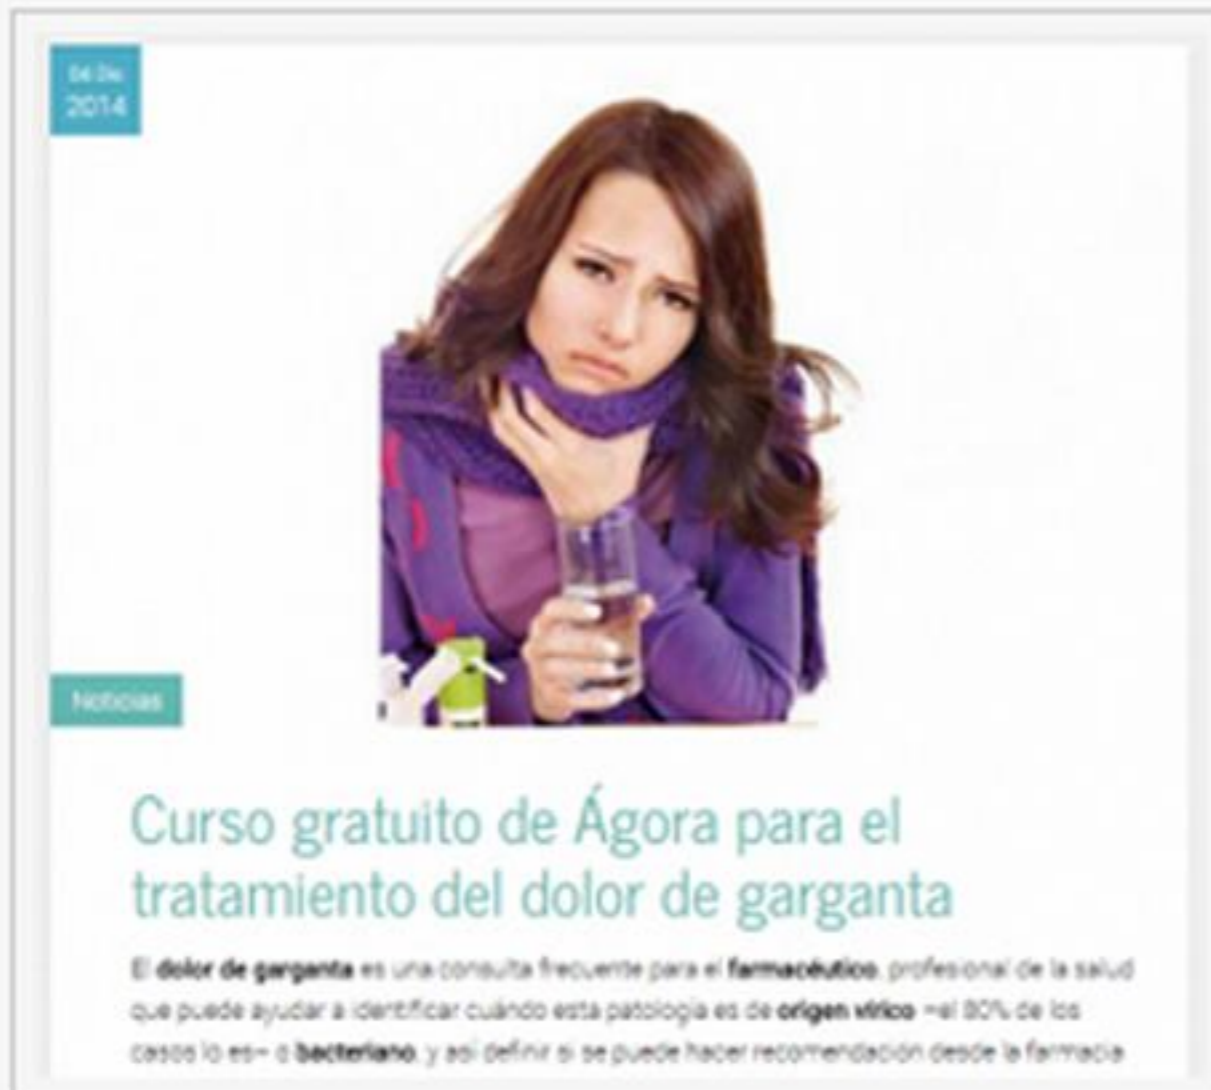 04 Dic
2014
Noticias
Curso gratuito de Ágora para el
tratamiento del dolor de garganta
El dolor de garganta es una consulta frecuente para el farmacéutico, profesional de la salud
que puede ayudar a identificar cuándo esta patología es de origen vírico –el 80% de los
casos lo es– o bacteriano, y así definir si se puede hacer recomendación desde la farmacia